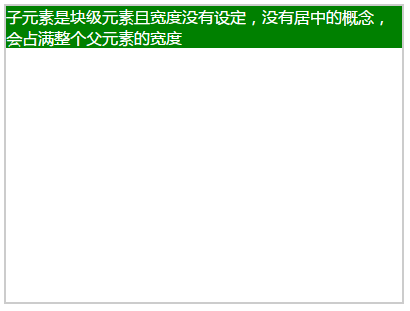 子元素是块级元素且宽度没有设定，没有居中的概念，
会占满整个父元素的宽度